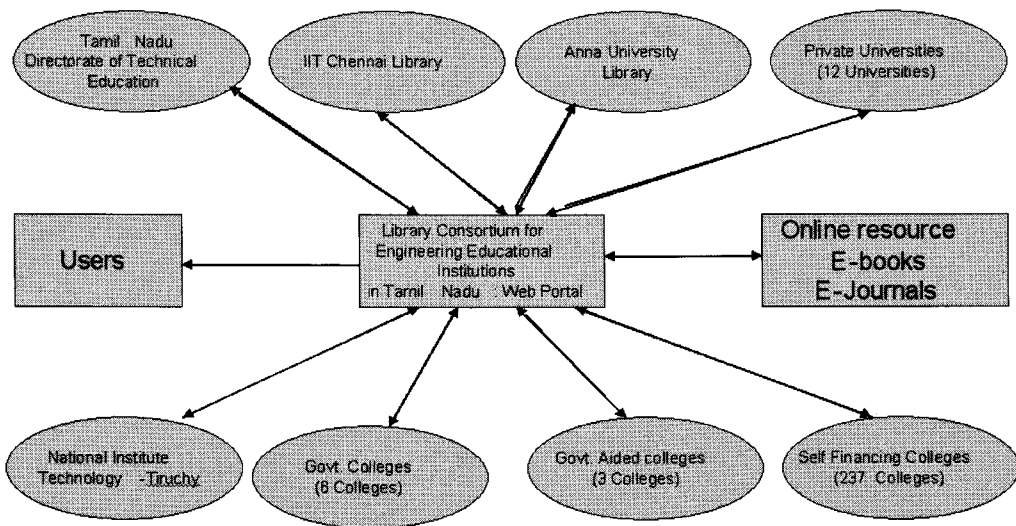 Tamil Nadu
Directorate of Technical
Education
IIT Chennai Library
Anna University
Library
Private Universities
(12 Universities)
Users
Library Consortium for
Engineering Educational
Institutions
in Tamil Nadu : Web Portal
Online resource
E-books
E-Journals
National Institute
Technology -Tiruchy
Govt. Colleges
(6 Colleges)
Govt. Aided colleges
(3 Colleges)
Self Financing Colleges
(237 Colleges)